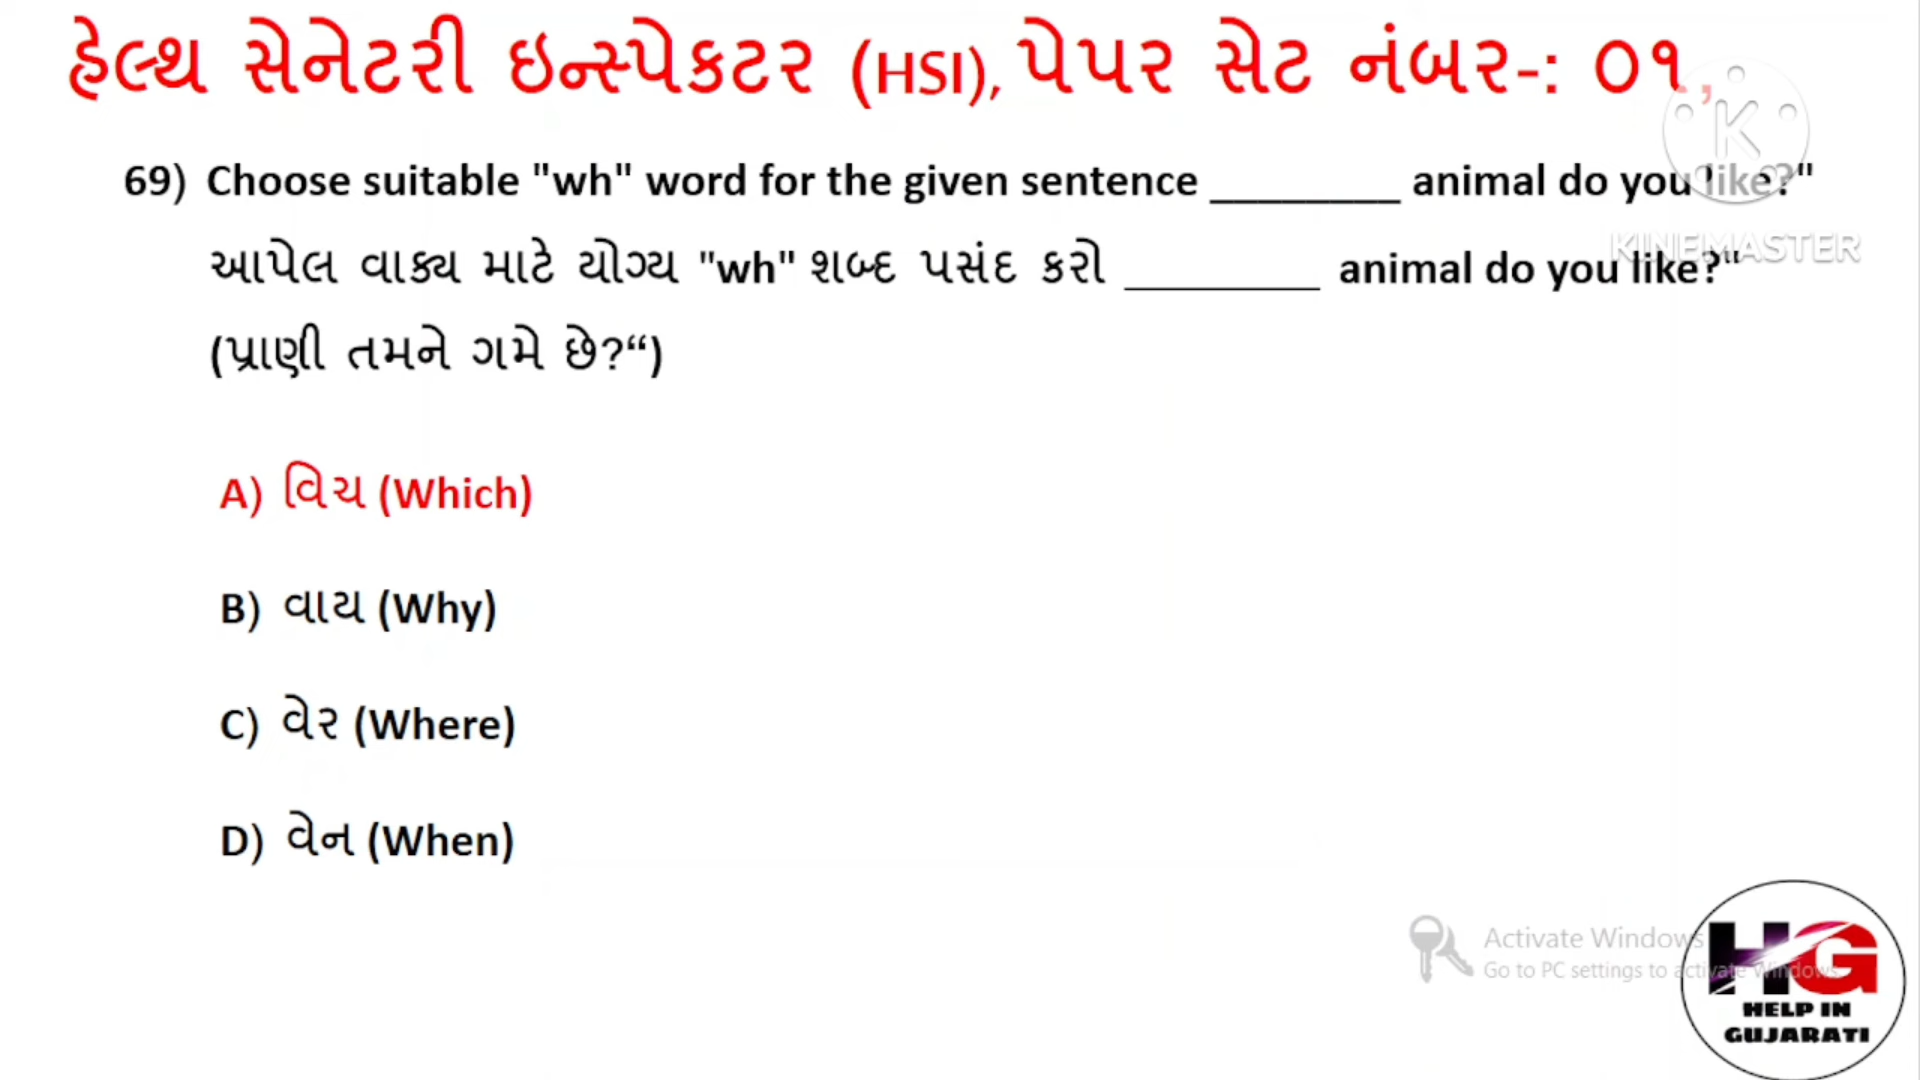 હેલ્થ સેનેટરી ઇન્સ્પેકટર (HSI), પેપર સેટ નંબર-: ૦૧,
69) Choose suitable "wh" word for the given sentence ________ animal do you like?"
આપેલ વાક્ય માટે યોગ્ય "wh" શબ્દ પસંદ કરો ________ animal do you like?"
(પ્રાણી તમને ગમે છે?“)
A) વિચ (Which)
B) વાય (Why)
C) વેર (Where)
D) વેન (When)
K
KINEMASTER
Activate Windows
Go to PC settings to activate Windows.
HG
HELP IN
GUJARATI